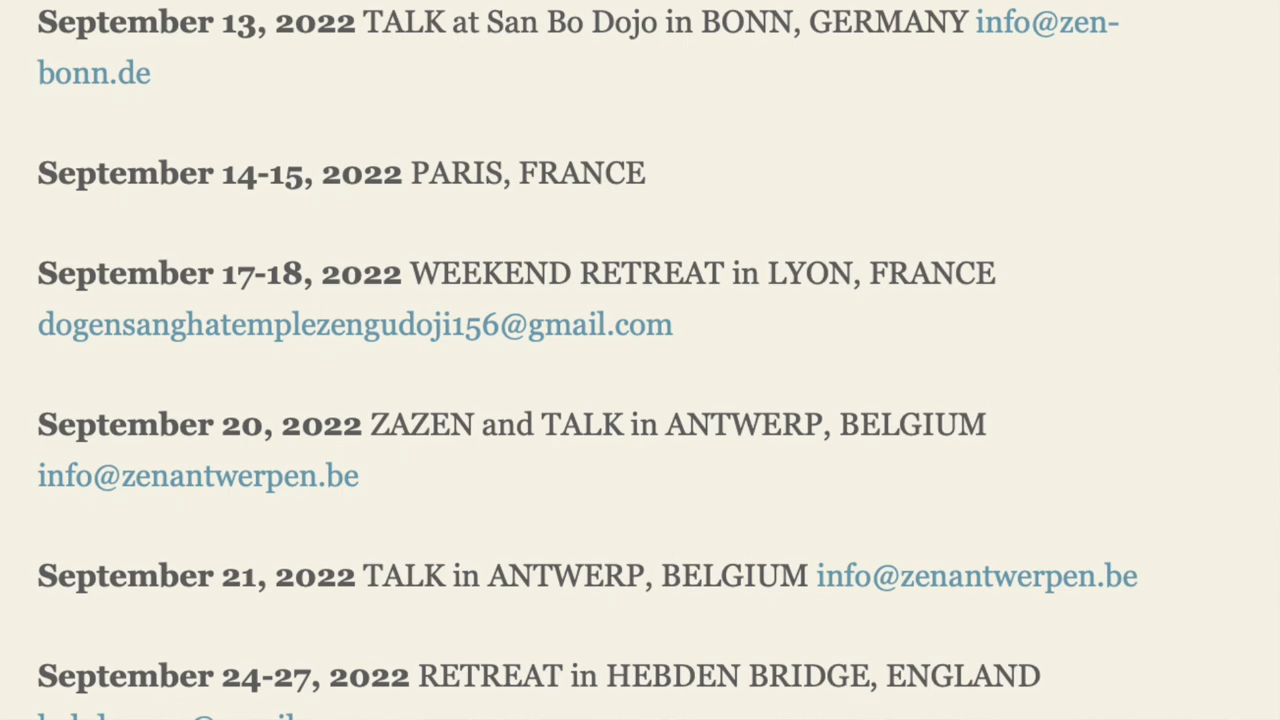 September 13, 2022 TALK at San Bo Dojo in BONN, GERMANY info@zen-
bonn.de
September 14-15, 2022 PARIS, FRANCE
September 17-18, 2022 WEEKEND RETREAT in LYON, FRANCE
dogensanghatemplezengudoji156@gmail.com
September 20, 2022 ZAZEN and TALK in ANTWERP, BELGIUM
info@zenantwerpen.be
September 21, 2022 TALK in ANTWERP, BELGIUM info@zenantwerpen.be
September 24-27, 2022 RETREAT in HEBDEN BRIDGE, ENGLAND